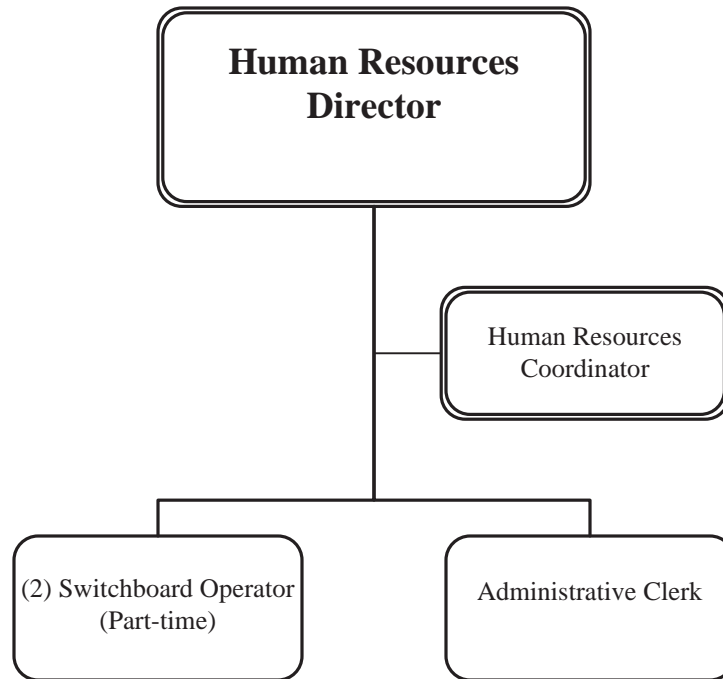 Human Resources
Director
Human Resources
Coordinator
(2) Switchboard Operator
(Part-time)
Administrative Clerk